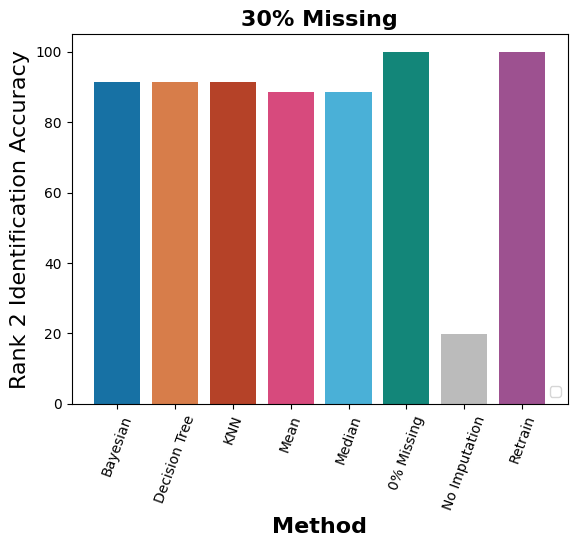 30% Missing
Rank 2 Identification Accuracy
100
80
60
40
20
0
Bayesian
Decision Tree
KNN
Mean
Median
0% Missing
No Imputation
Retrain
Method